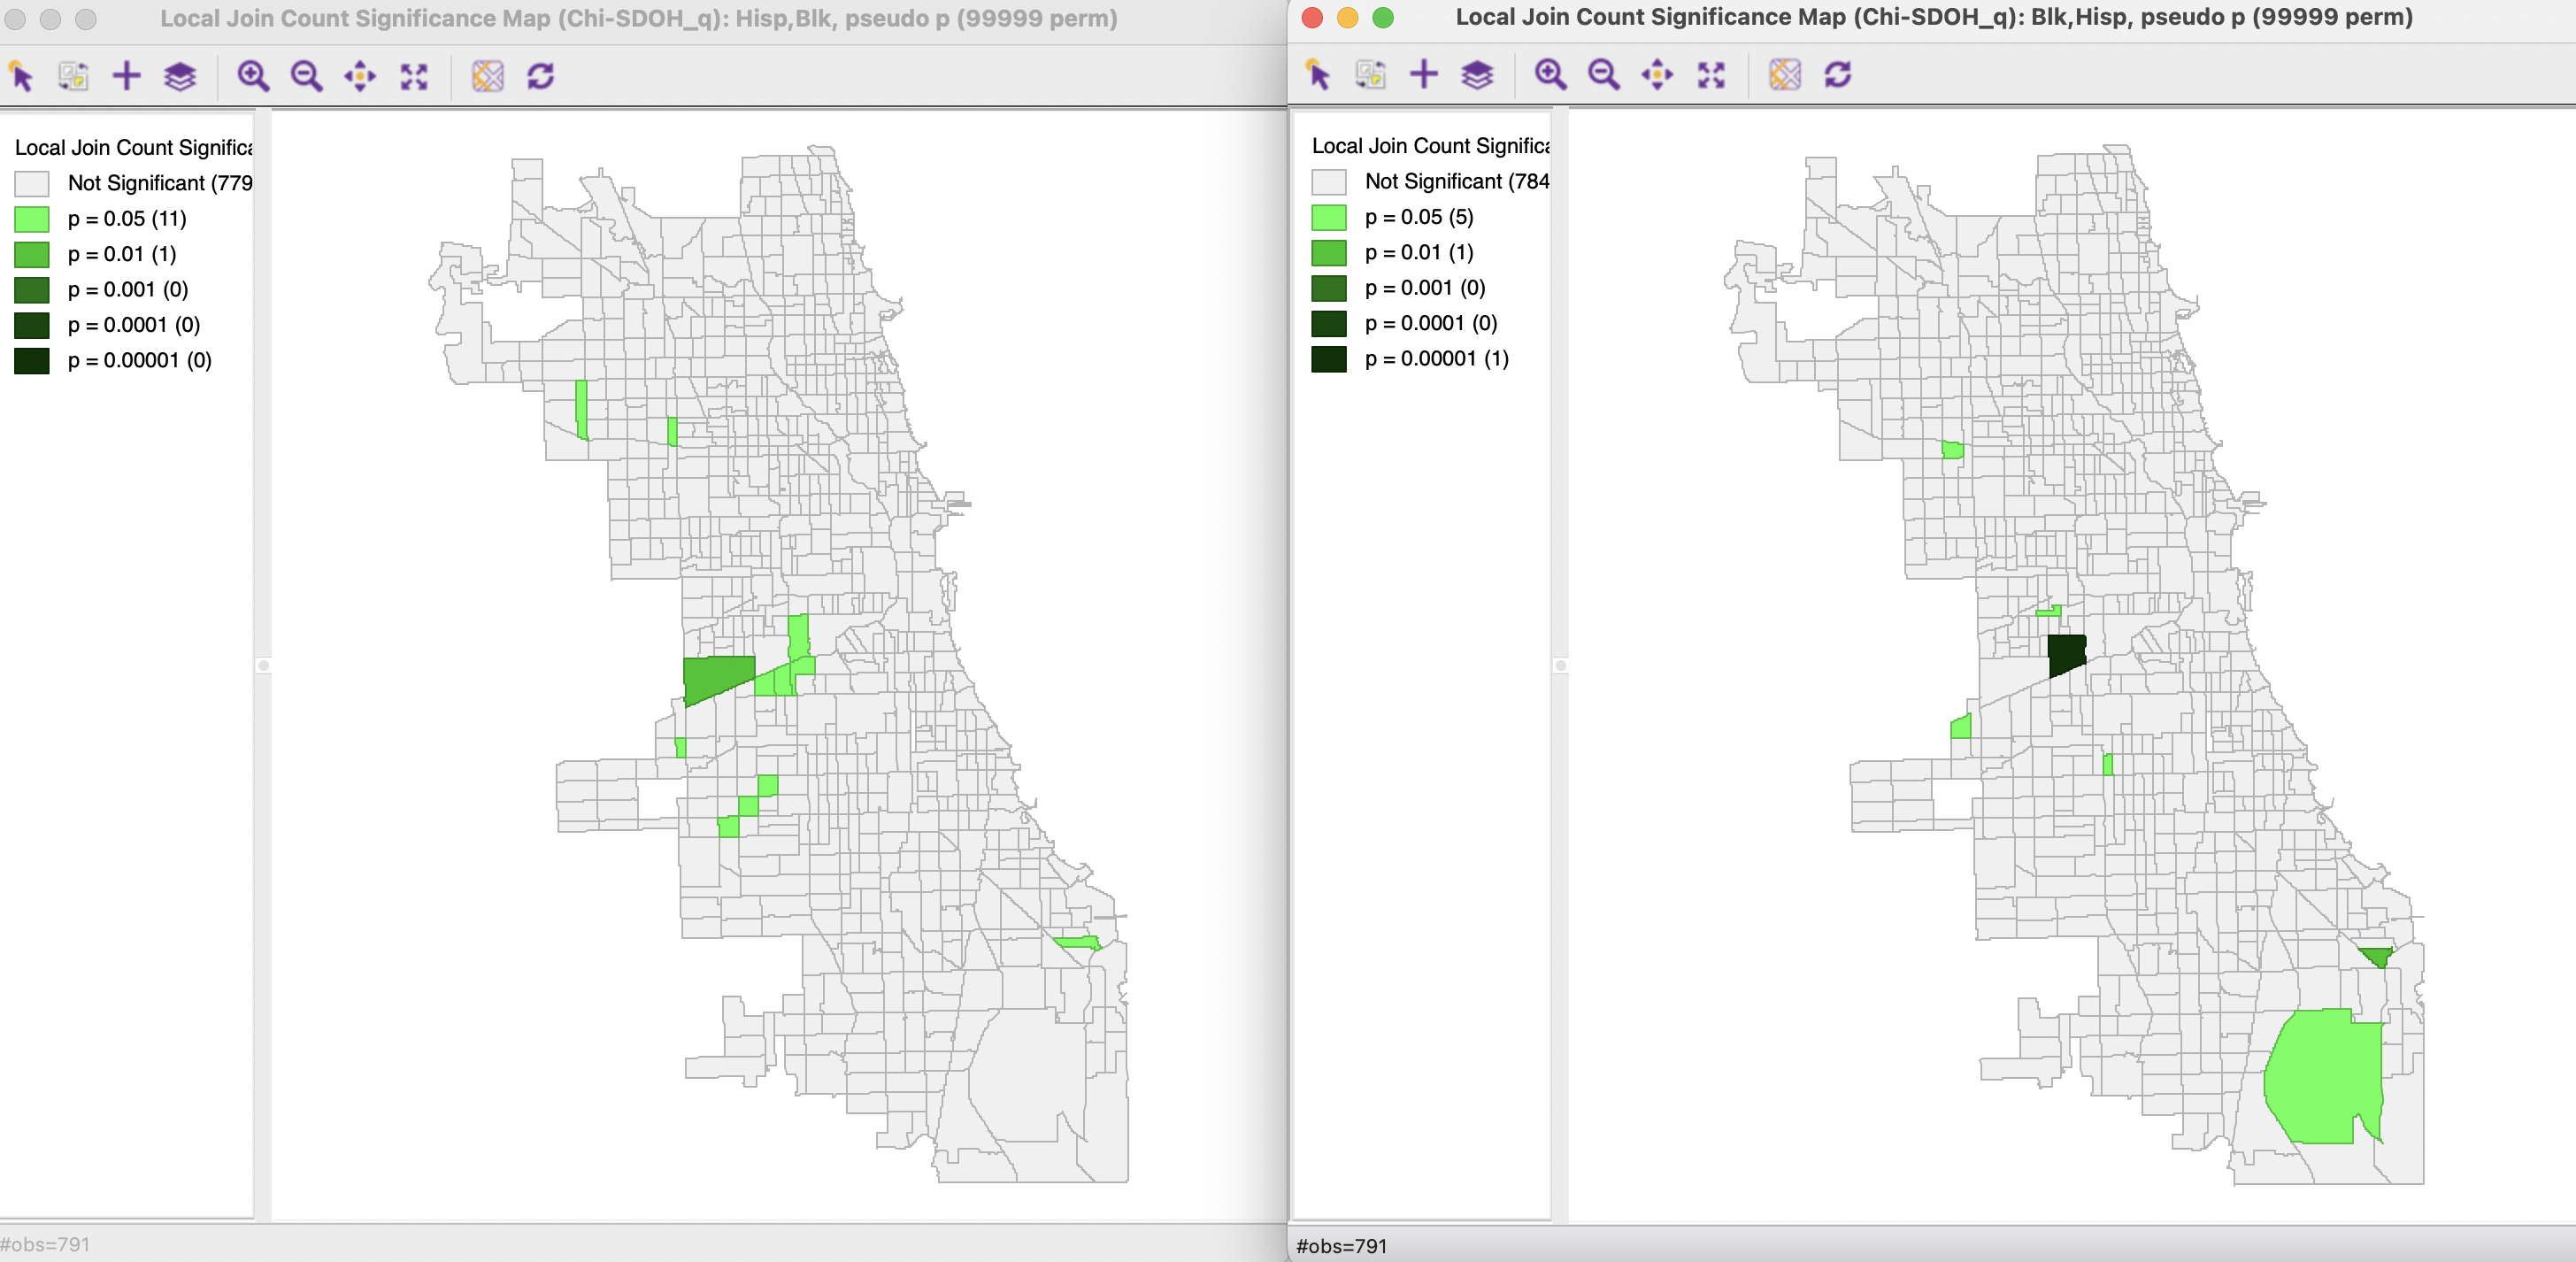 Local Join Count Significance Map (Chi-SDOH_q): Hisp,Blk, pseudo p (99999 perm)
Local Join Count Significa
Not Significant (779
p = 0.05 (11)
p = 0.01 (1)
p = 0.001 (0)
p = 0.0001 (0)
p = 0.00001 (0)
#obs=791
Local Join Count Significance Map (Chi-SDOH_q): Blk,Hisp, pseudo p (99999 perm)
Local Join Count Significa
Not Significant (784
p = 0.05 (5)
p = 0.01 (1)
p = 0.001 (0)
p = 0.0001 (0)
p = 0.00001 (1)
#obs=791